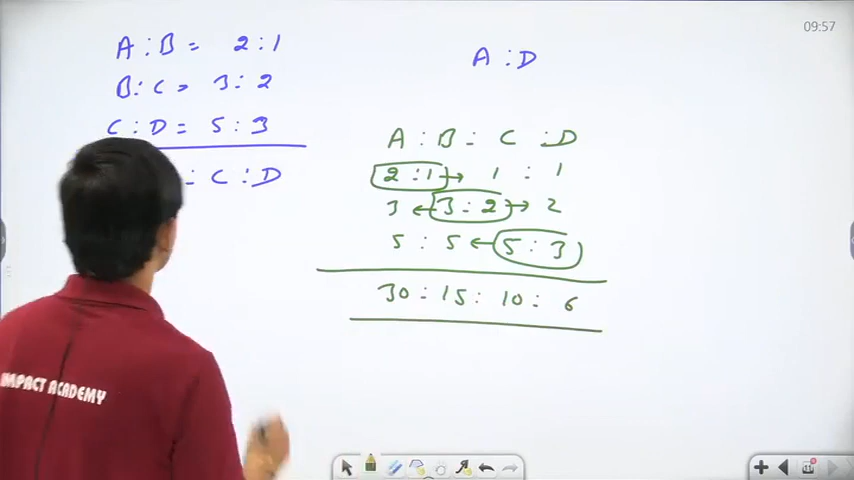 09:57
A : B = 2 : 1
B : C = 3 : 2
C : D = 5 : 3
: C : D
A : D
A : B : C : D
2 : 1 → 1 : 1
3 ← 3 : 2 → 2
5 : 5 ← 5 : 3
30 : 15 : 10 : 6
IMPACT ACADEMY
11